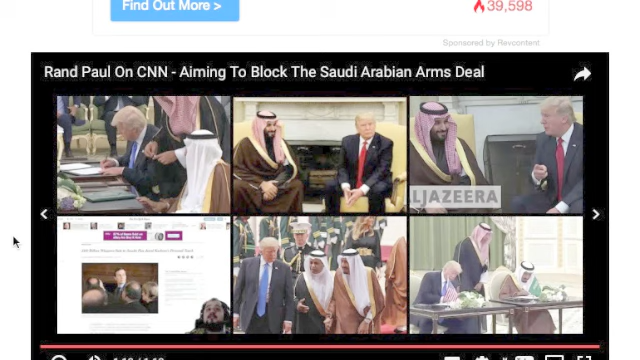 Find Out More >
39,598
Sponsored by Revcontent
Rand Paul On CNN - Aiming To Block The Saudi Arabian Arms Deal
ALJAZEERA